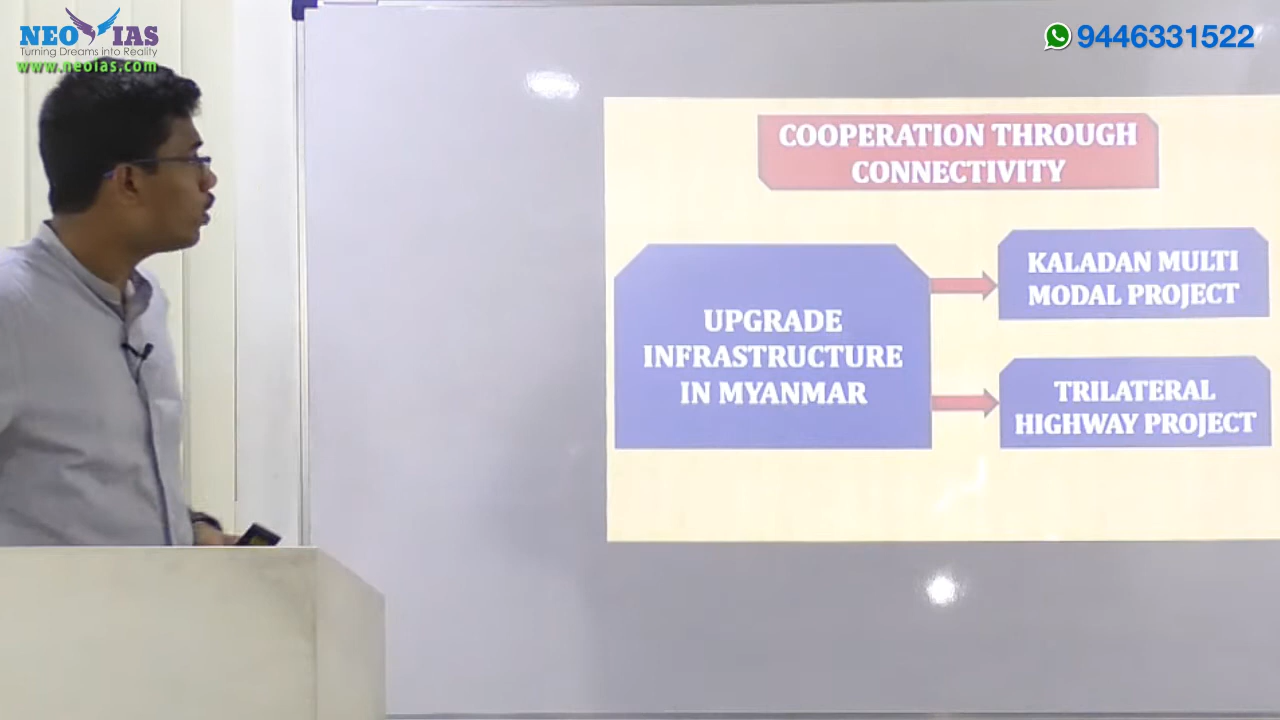 NEO IAS
Turning Dreams into Reality
www.neoias.com
9446331522
COOPERATION THROUGH
CONNECTIVITY
UPGRADE
INFRASTRUCTURE
IN MYANMAR
KALADAN MULTI
MODAL PROJECT
TRILATERAL
HIGHWAY PROJECT